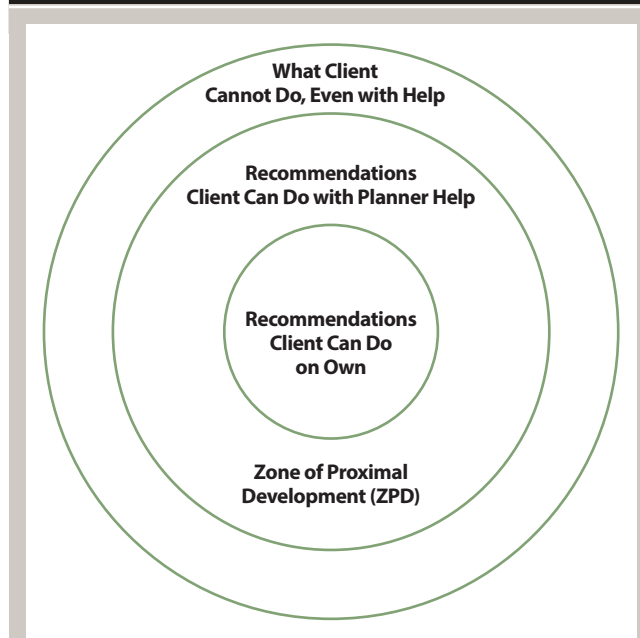 What Client
Cannot Do, Even with Help
Recommendations
Client Can Do with Planner Help
Recommendations
Client Can Do
on Own
Zone of Proximal
Development (ZPD)